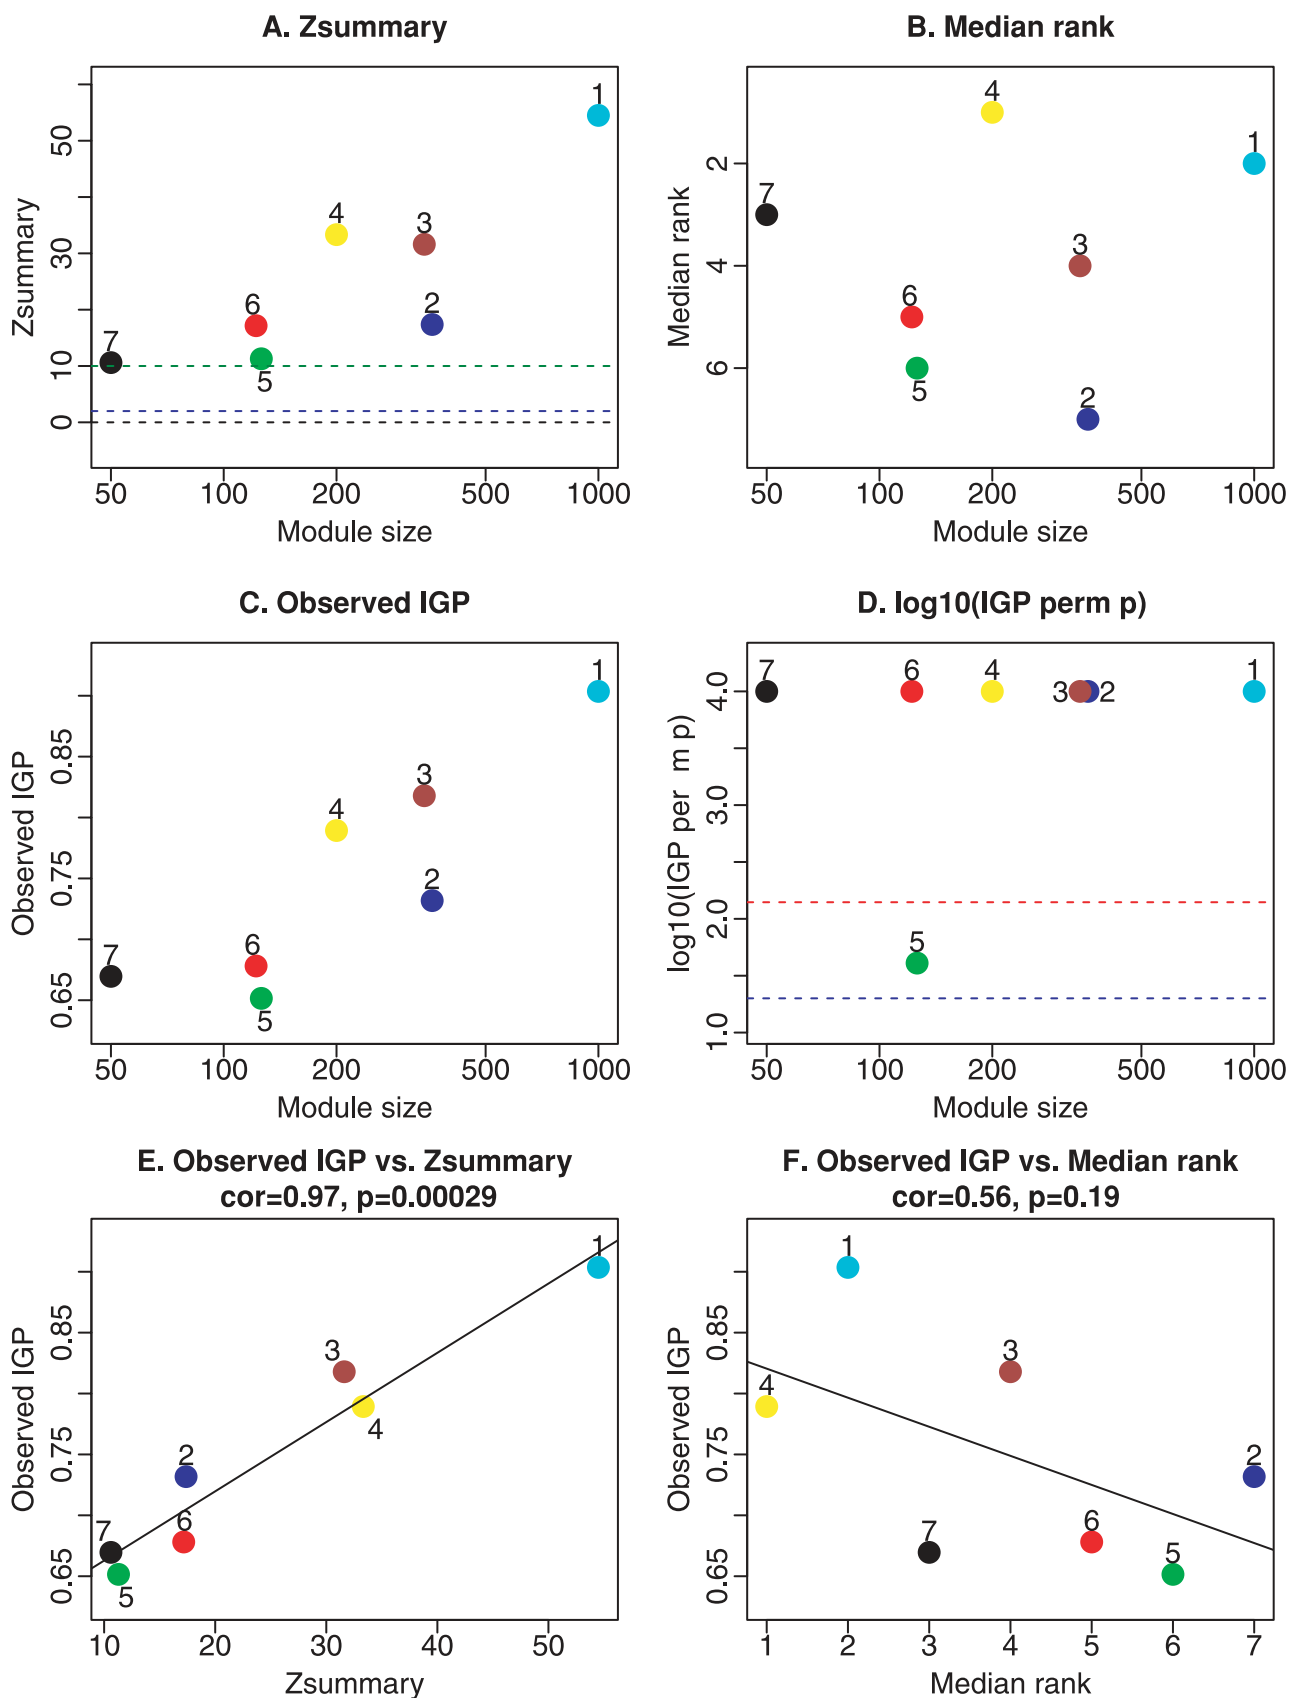 A. Zsummary
Zsummary
50
30
10
0
1
4
3
6
2
7
5
50 100 200 500 1000
Module size
B. Median rank
Median rank
2
4
6
4
1
7
3
6
5
2
50 100 200 500 1000
Module size
C. Observed IGP
Observed IGP
0.85
0.75
0.65
1
3
4
2
6
7
5
50 100 200 500 1000
Module size
D. log10(IGP perm p)
log10(IGP per m p)
4.0
3.0
2.0
1.0
7 6 4 3 2 1
5
50 100 200 500 1000
Module size
E. Observed IGP vs. Zsummary
cor=0.97, p=0.00029
Observed IGP
0.85
0.75
0.65
1
3
4
2
6
7
5
10 20 30 40 50
Zsummary
F. Observed IGP vs. Median rank
cor=0.56, p=0.19
Observed IGP
0.85
0.75
0.65
1
3
4
2
6
7
5
1 2 3 4 5 6 7
Median rank